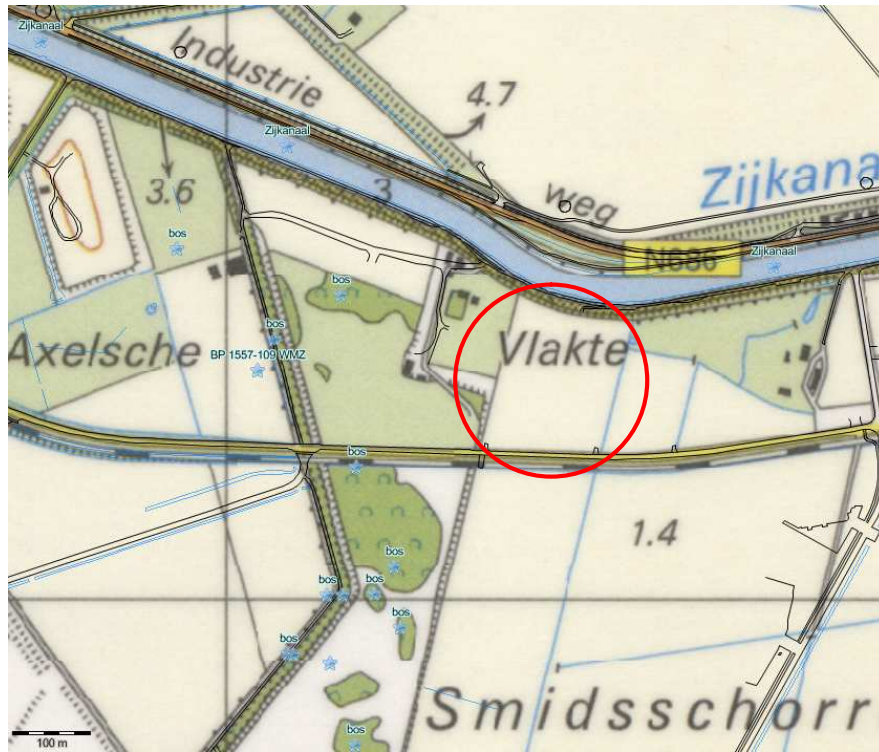 Zijkanaal
Industrie
4.7
Zijkanaal
3.6
3
weg
Zijkana
bos
N686
Zijkanaal
bos
bos
Axelsche
BP 1557-109 WMZ
Vlakte
bos
1.4
bos
bos
bos
bos
bos
Smidsschorr
100 m
bos